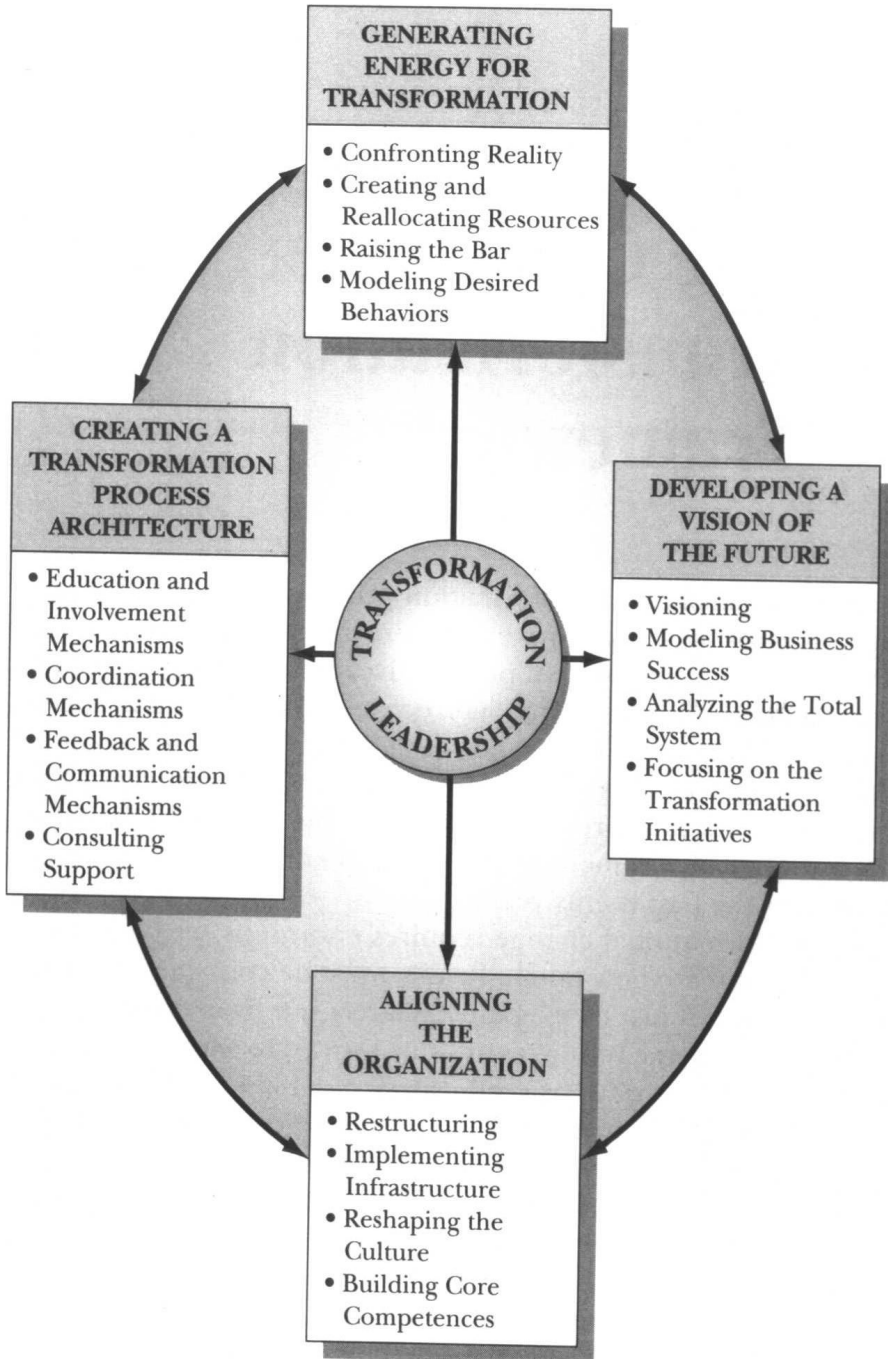 GENERATING
ENERGY FOR
TRANSFORMATION
• Confronting Reality
• Creating and
Reallocating Resources
• Raising the Bar
• Modeling Desired
Behaviors
CREATING A
TRANSFORMATION
PROCESS
ARCHITECTURE
• Education and
Involvement
Mechanisms
• Coordination
Mechanisms
• Feedback and
Communication
Mechanisms
• Consulting
Support
TRANSFORMATION
LEADERSHIP
DEVELOPING A
VISION OF
THE FUTURE
• Visioning
• Modeling Business
Success
• Analyzing the Total
System
• Focusing on the
Transformation
Initiatives
ALIGNING
THE
ORGANIZATION
• Restructuring
• Implementing
Infrastructure
• Reshaping the
Culture
• Building Core
Competences